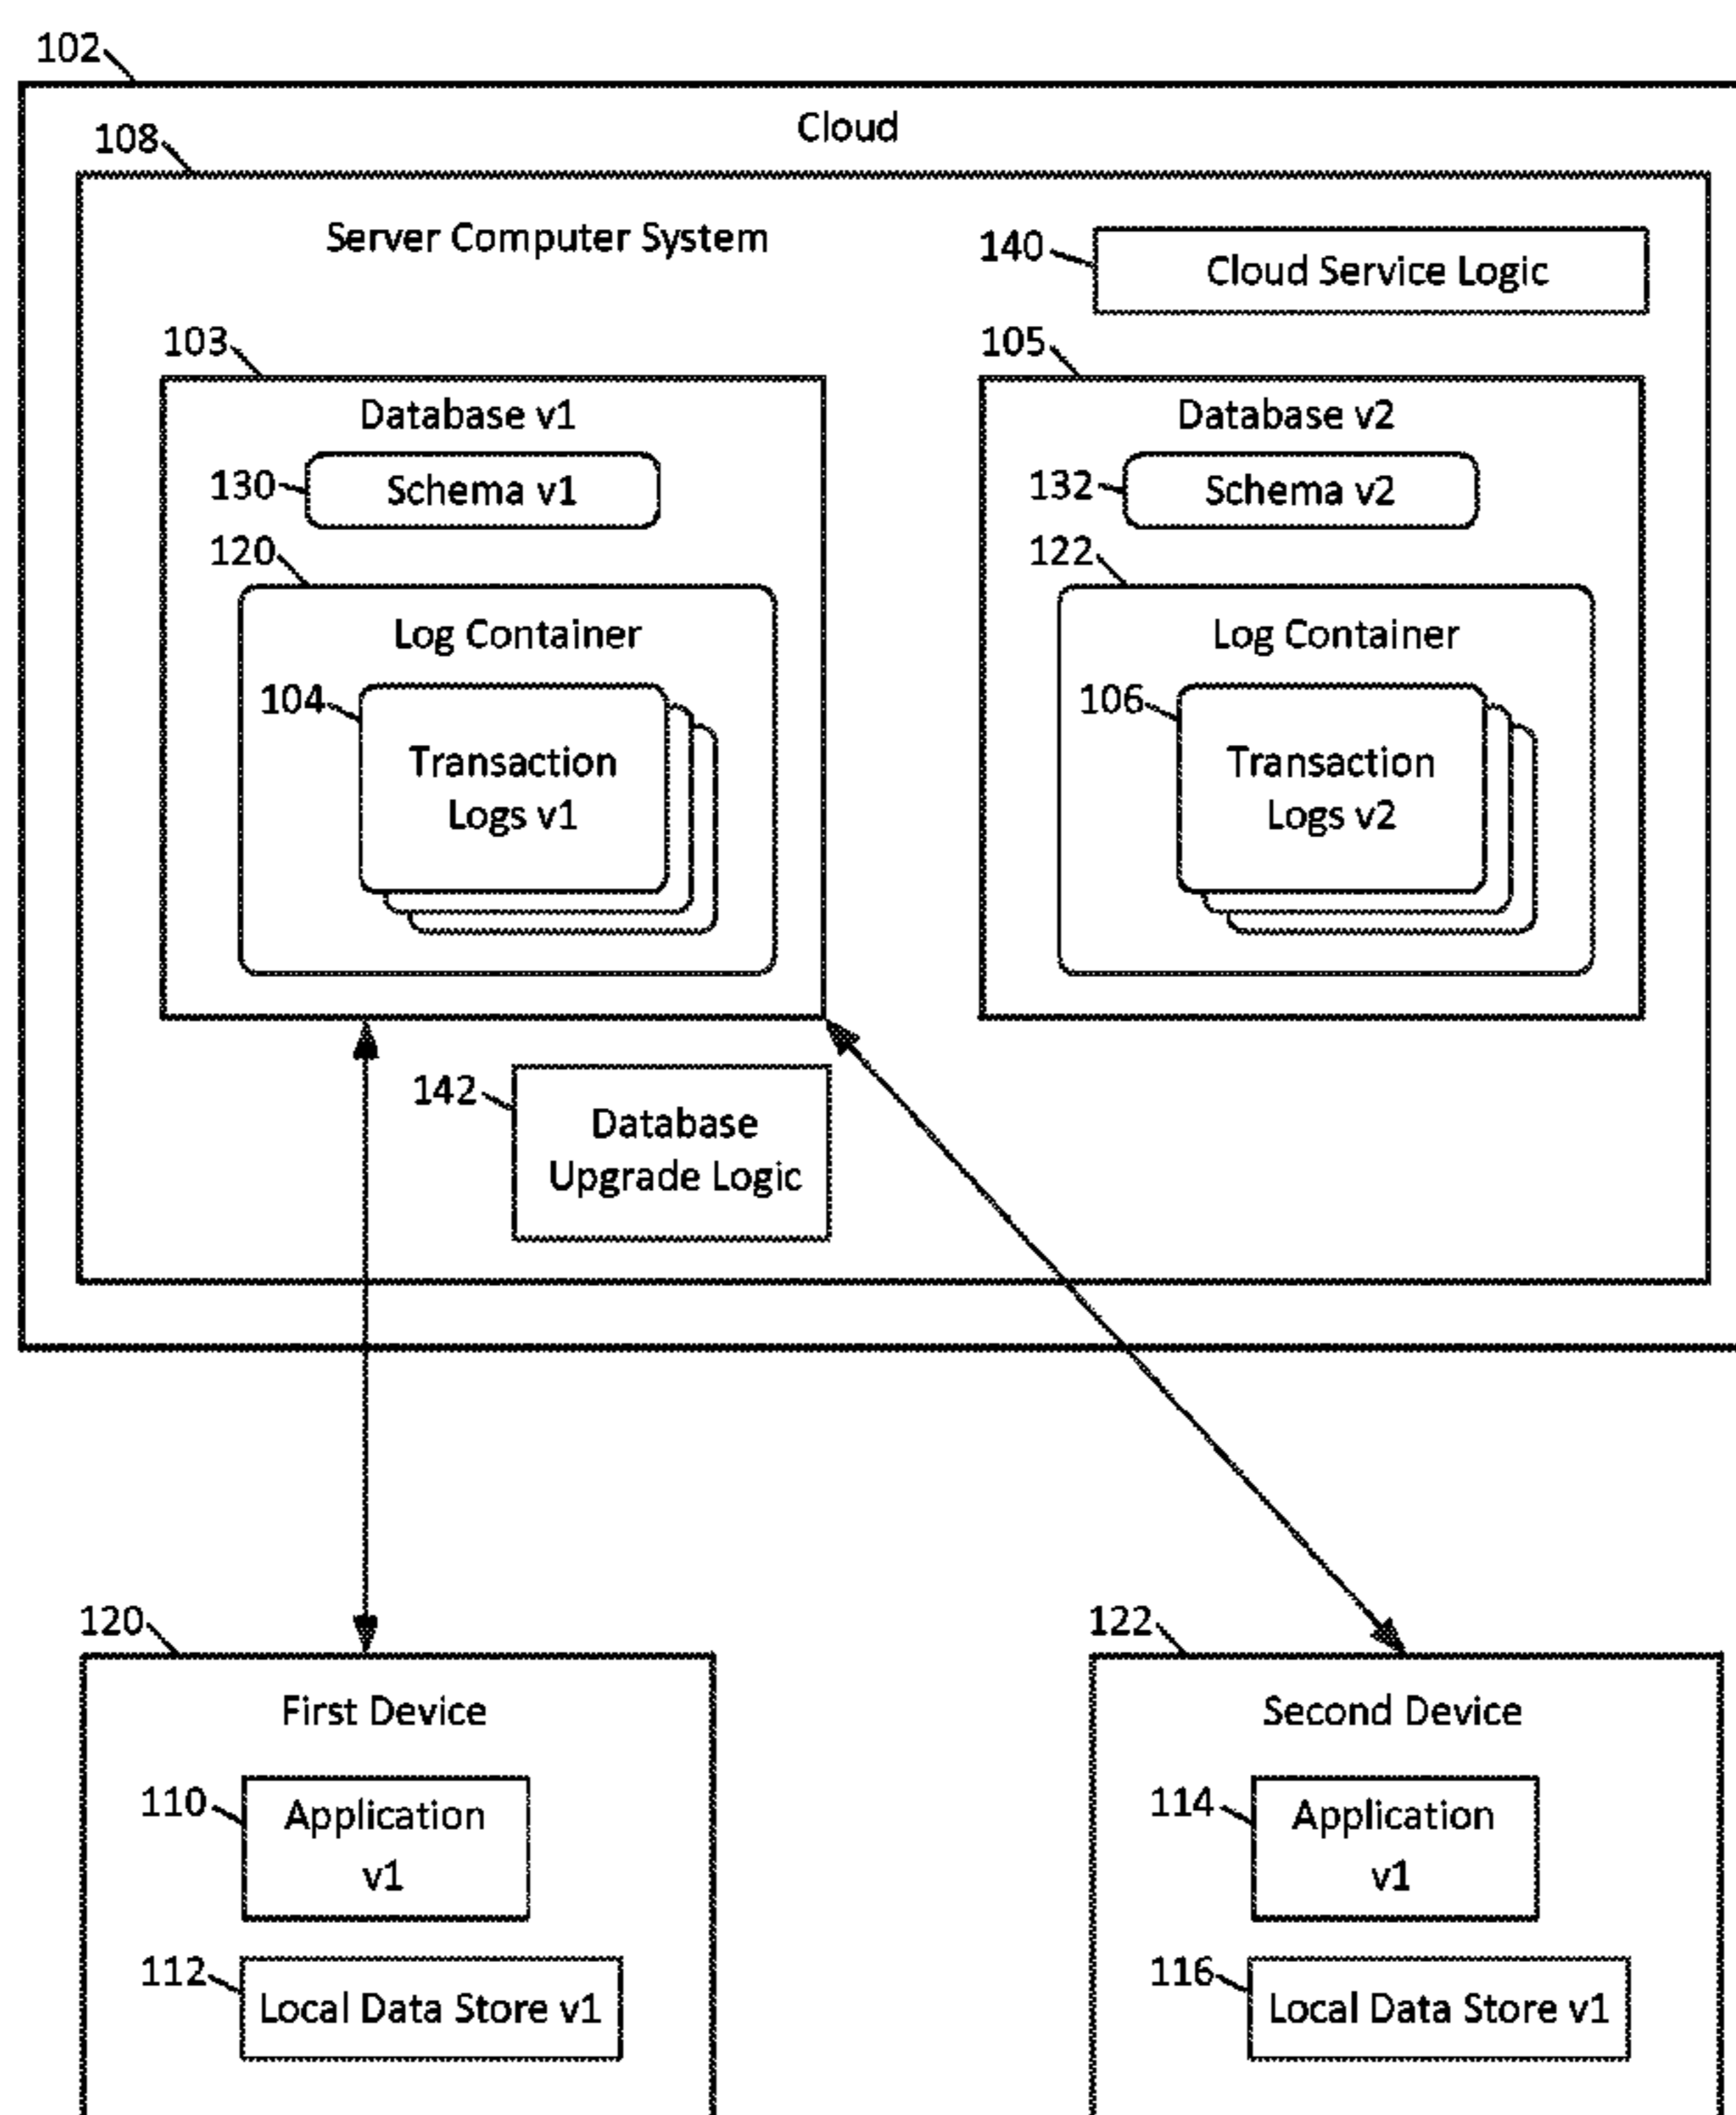 102
Cloud
108
Server Computer System
140
Cloud Service Logic
103
105
Database v1
Database v2
130
Schema v1
132
Schema v2
120
122
Log Container
Log Container
104
106
Transaction
Logs v1
Transaction
Logs v2
142
Database
Upgrade Logic
120
122
First Device
Second Device
110
Application
v1
114
Application
v1
112
Local Data Store v1
116
Local Data Store v1